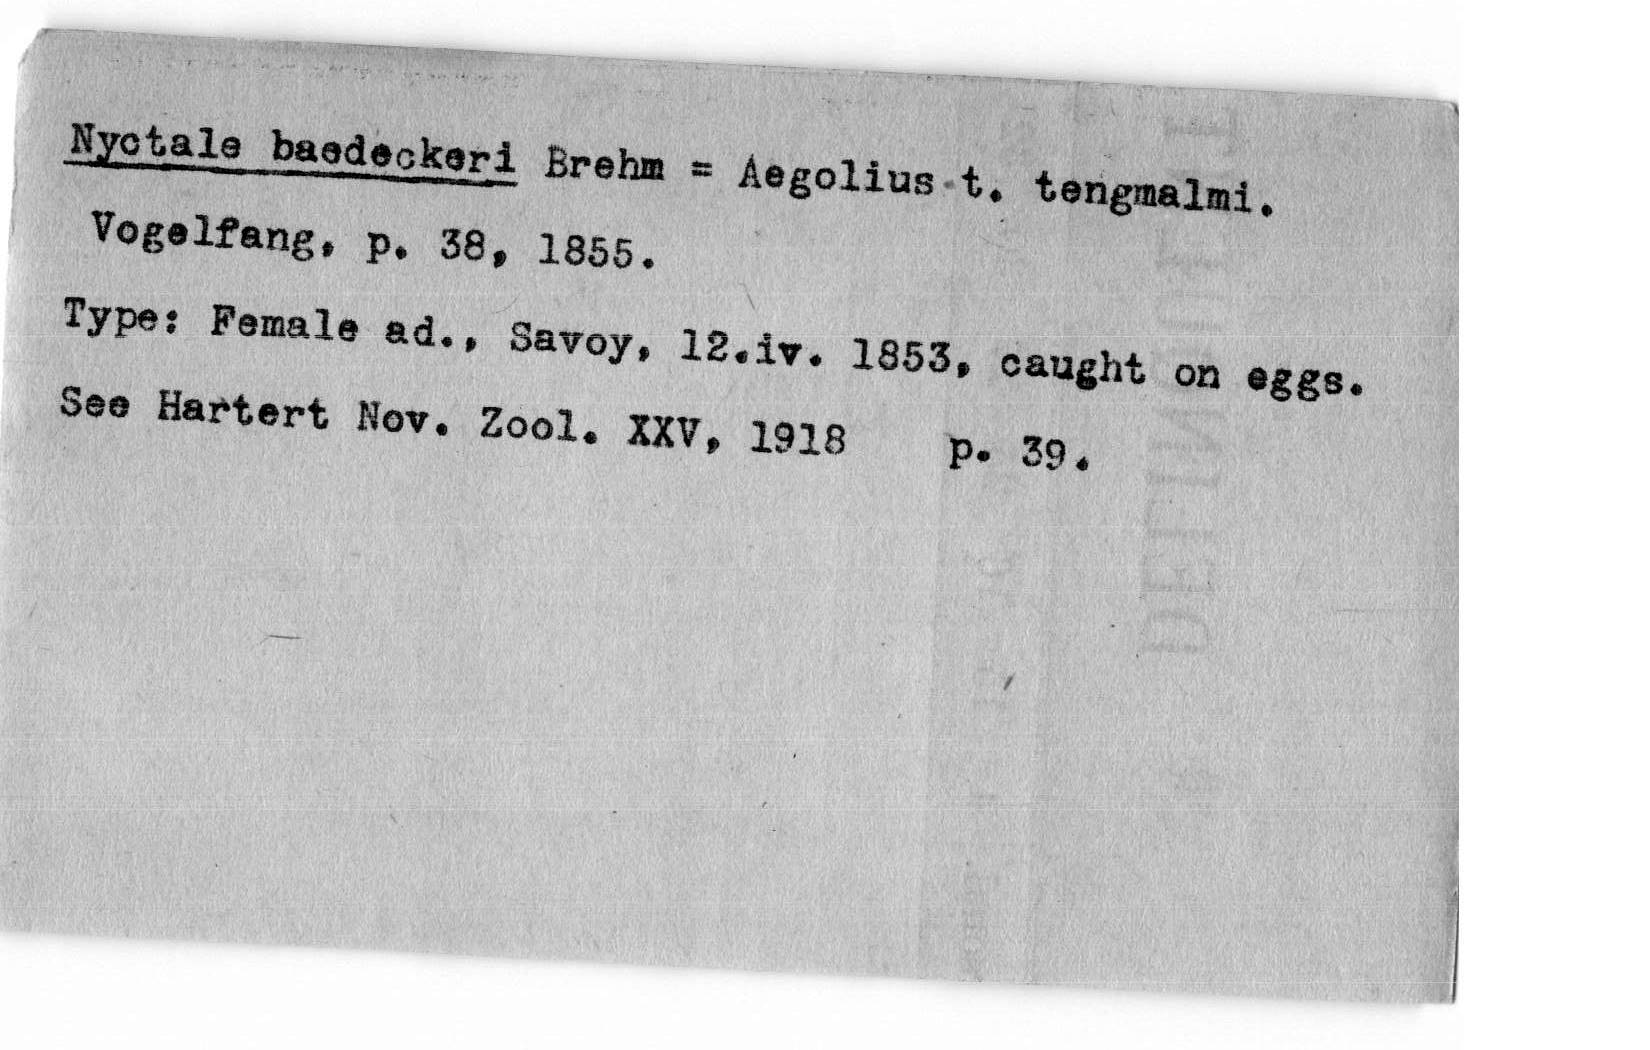 Nyctale baedeckeri Brehm = Aegolius t. tengmalmi.
Vogelfang, p. 38, 1855.
Type: Female ad., Savoy, 12.iv. 1853, caught on eggs.
See Hartert Nov. Zool. XXV, 1918 p. 39.